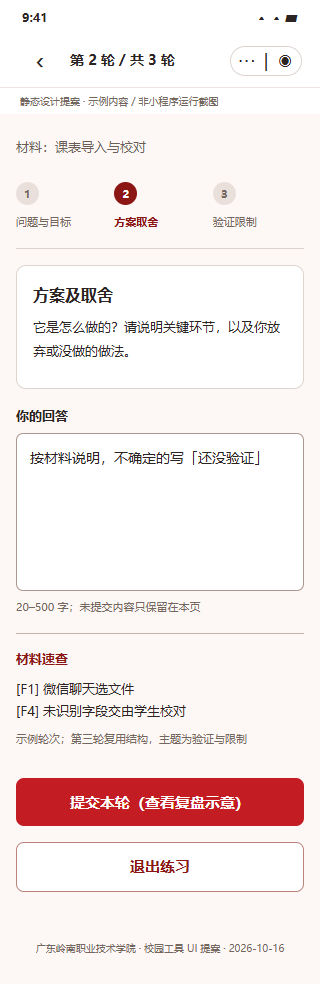 9:41
第 2 轮 / 共 3 轮
静态设计提案 · 示例内容 / 非小程序运行截图
材料：课表导入与校对
1
2
3
问题与目标
方案取舍
验证限制
方案及取舍
它是怎么做的？请说明关键环节，以及你放
弃或没做的做法。
你的回答
按材料说明，不确定的写「还没验证」
20–500 字；未提交内容只保留在本页
材料速查
[F1] 微信聊天选文件
[F4] 未识别字段交由学生校对
示例轮次；第三轮复用结构，主题为验证与限制
提交本轮（查看复盘示意）
退出练习
广东岭南职业技术学院 · 校园工具 UI 提案 · 2026-10-16